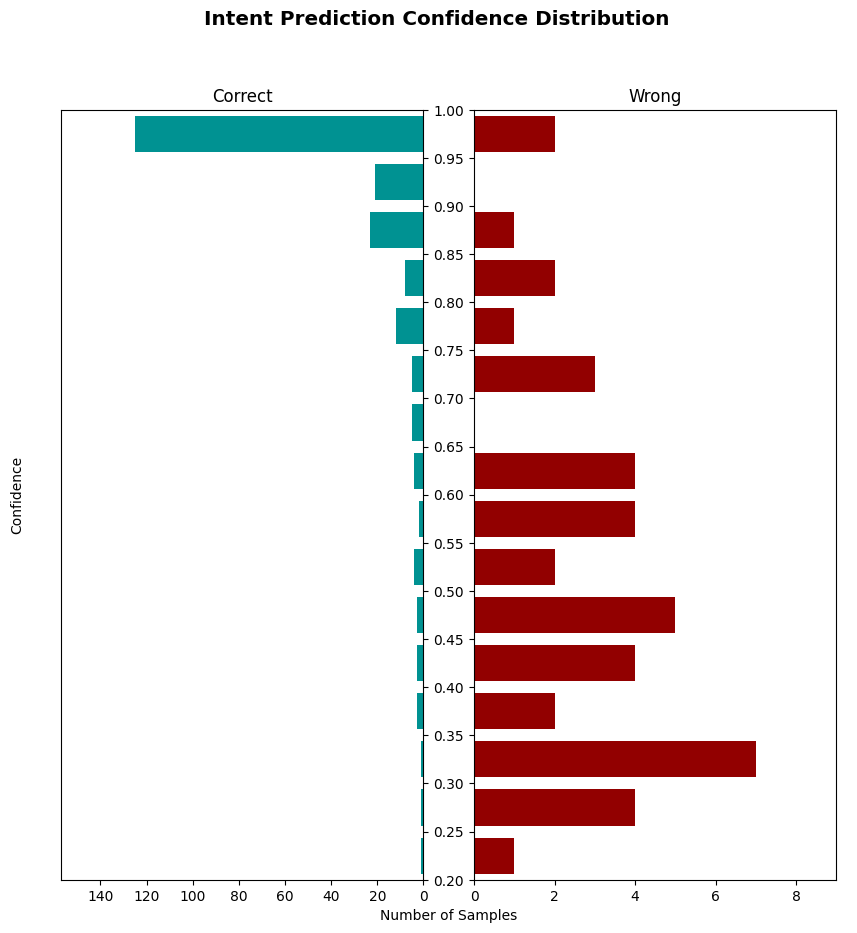 Intent Prediction Confidence Distribution
Correct
Wrong
1.00
0.95
0.90
0.85
0.80
0.75
0.70
0.65
0.60
0.55
0.50
0.45
0.40
0.35
0.30
0.25
0.20
Confidence
140 120 100 80 60 40 20 0
0 2 4 6 8
Number of Samples